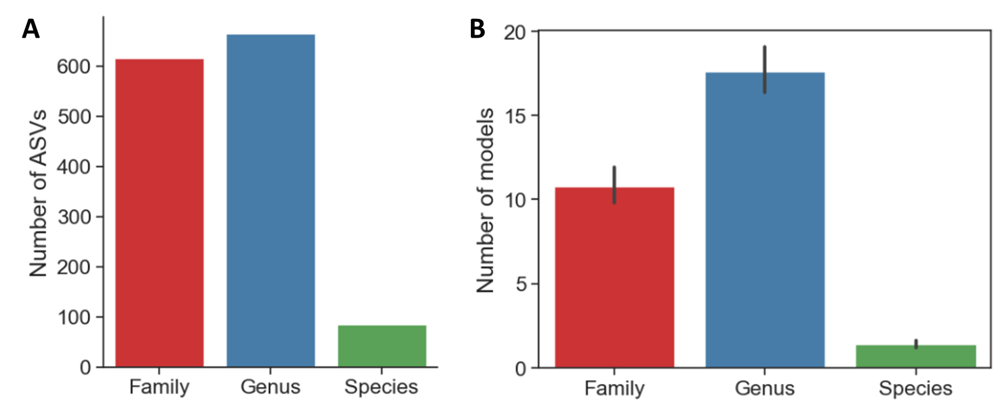 A
Number of ASVs
600
500
400
300
200
100
0
Family Genus Species
B
Number of models
20
15
10
5
0
Family Genus Species